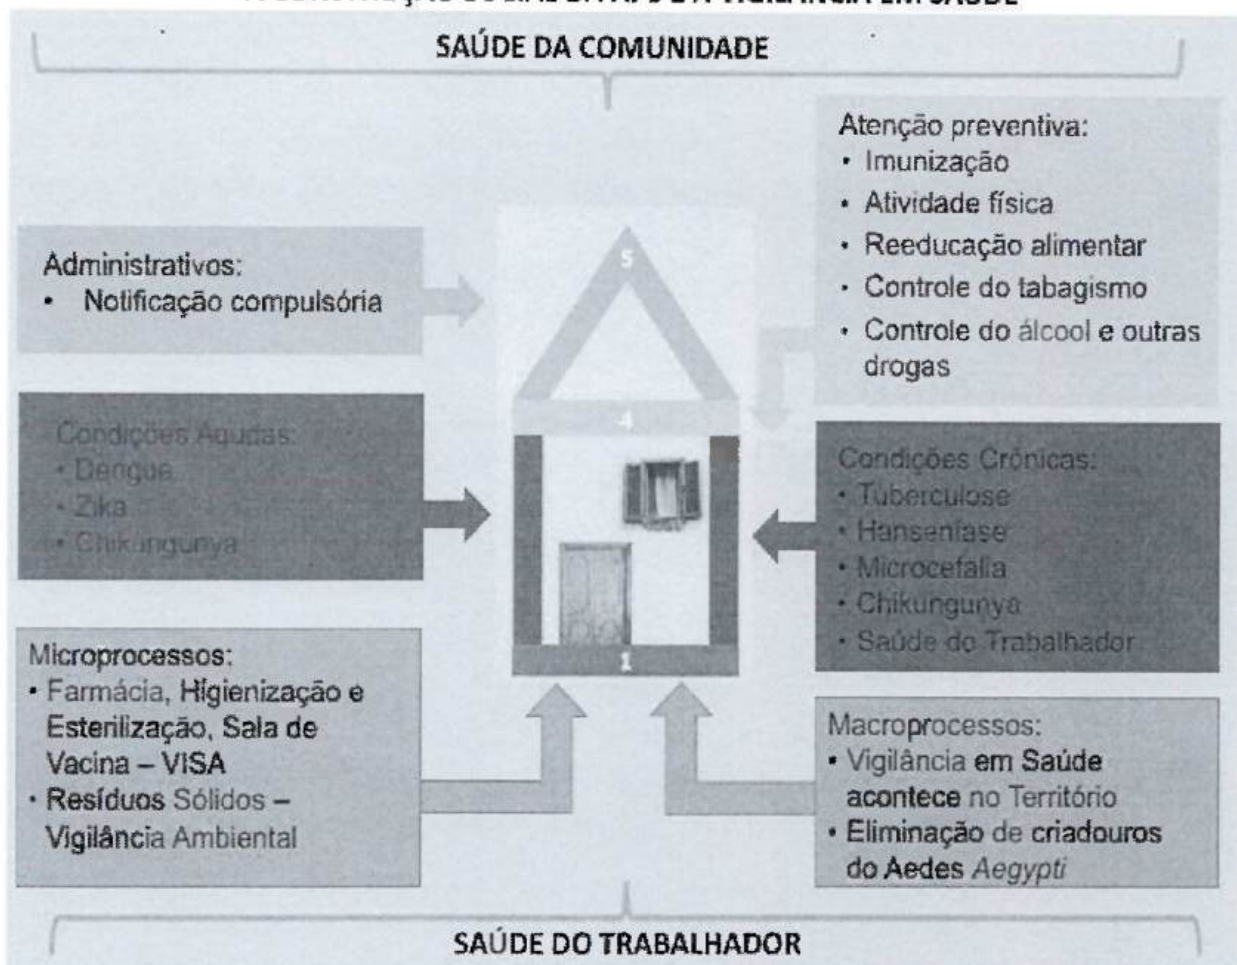 SAÚDE DA COMUNIDADE
Administrativos:
• Notificação compulsória
Condições Agudas:
• Dengue
• Zika
• Chikungunya
Microprocessos:
• Farmácia, Higienização e
Esterilização, Sala de
Vacina – VISA
• Resíduos Sólidos –
Vigilância Ambiental
5
4
1
Atenção preventiva:
• Imunização
• Atividade física
• Reeducação alimentar
• Controle do tabagismo
• Controle do álcool e outras
drogas
Condições Crônicas:
• Tuberculose
• Hanseníase
• Microcefalia
• Chikungunya
• Saúde do Trabalhador
Macroprocessos:
• Vigilância em Saúde
acontece no Território
• Eliminação de criadouros
do Aedes Aegypti
SAÚDE DO TRABALHADOR